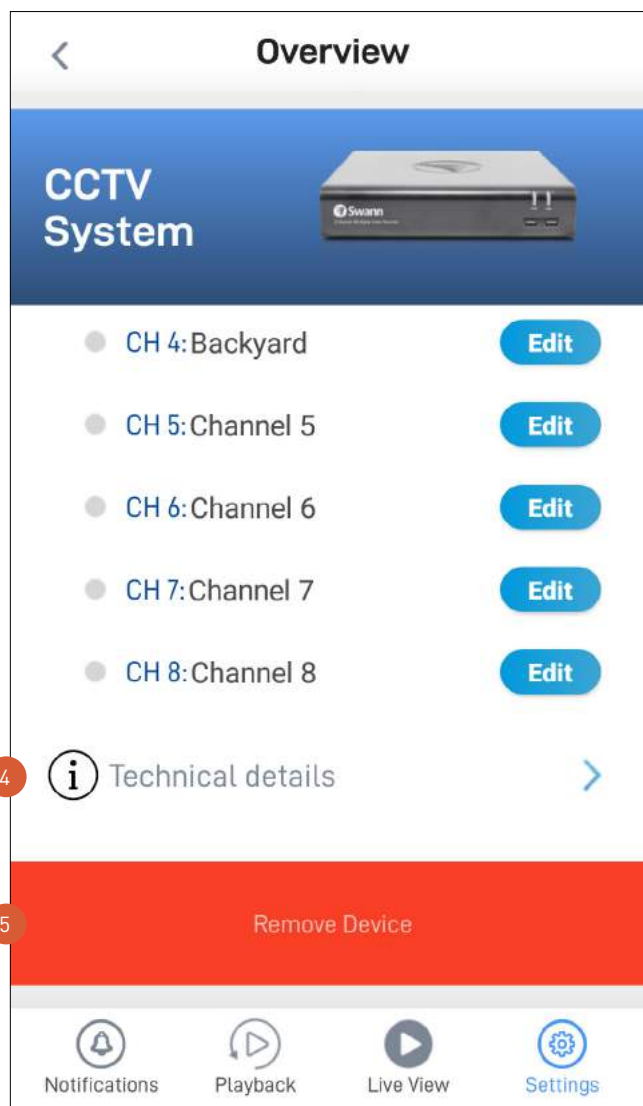 Overview
CCTV
System
Swann
CH 4: Backyard
Edit
CH 5: Channel 5
Edit
CH 6: Channel 6
Edit
CH 7: Channel 7
Edit
CH 8: Channel 8
Edit
4
i
Technical details
5
Remove Device
Notifications
Playback
Live View
Settings